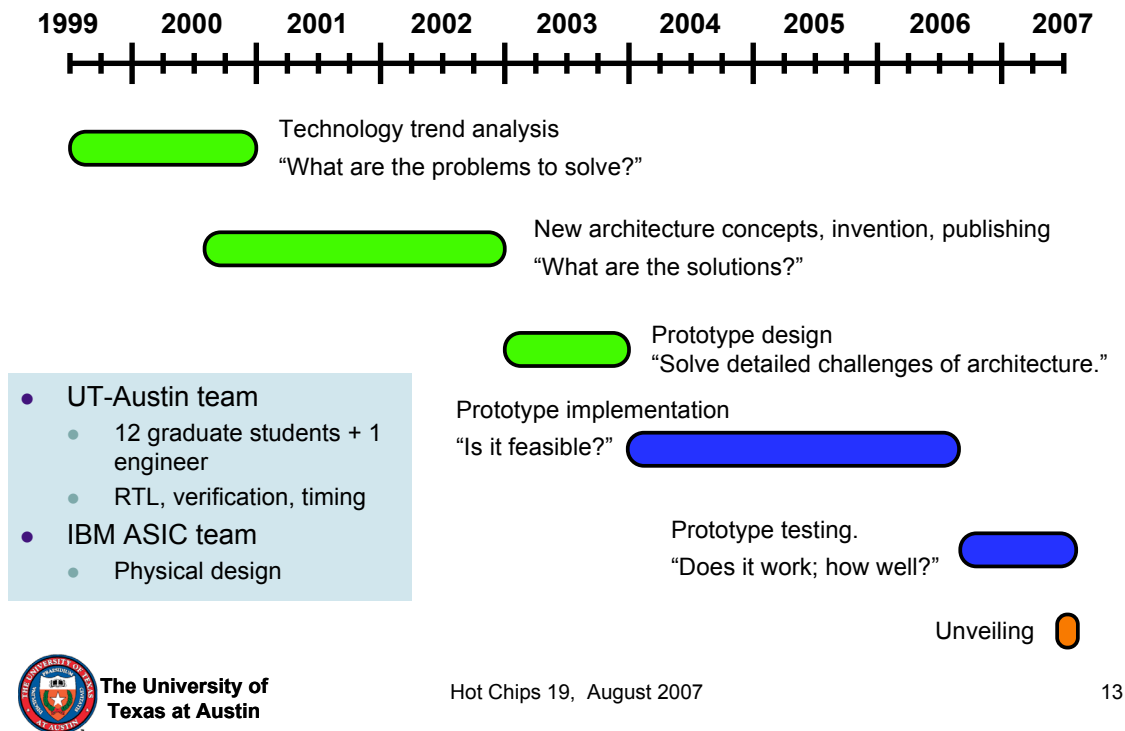 1999 2000 2001 2002 2003 2004 2005 2006 2007
Technology trend analysis
“What are the problems to solve?”
New architecture concepts, invention, publishing
“What are the solutions?”
Prototype design
“Solve detailed challenges of architecture.”
Prototype implementation
“Is it feasible?”
Prototype testing.
“Does it work; how well?”
Unveiling
UT-Austin team
12 graduate students + 1
engineer
RTL, verification, timing
IBM ASIC team
Physical design
The University of
Texas at Austin
Hot Chips 19, August 2007
13